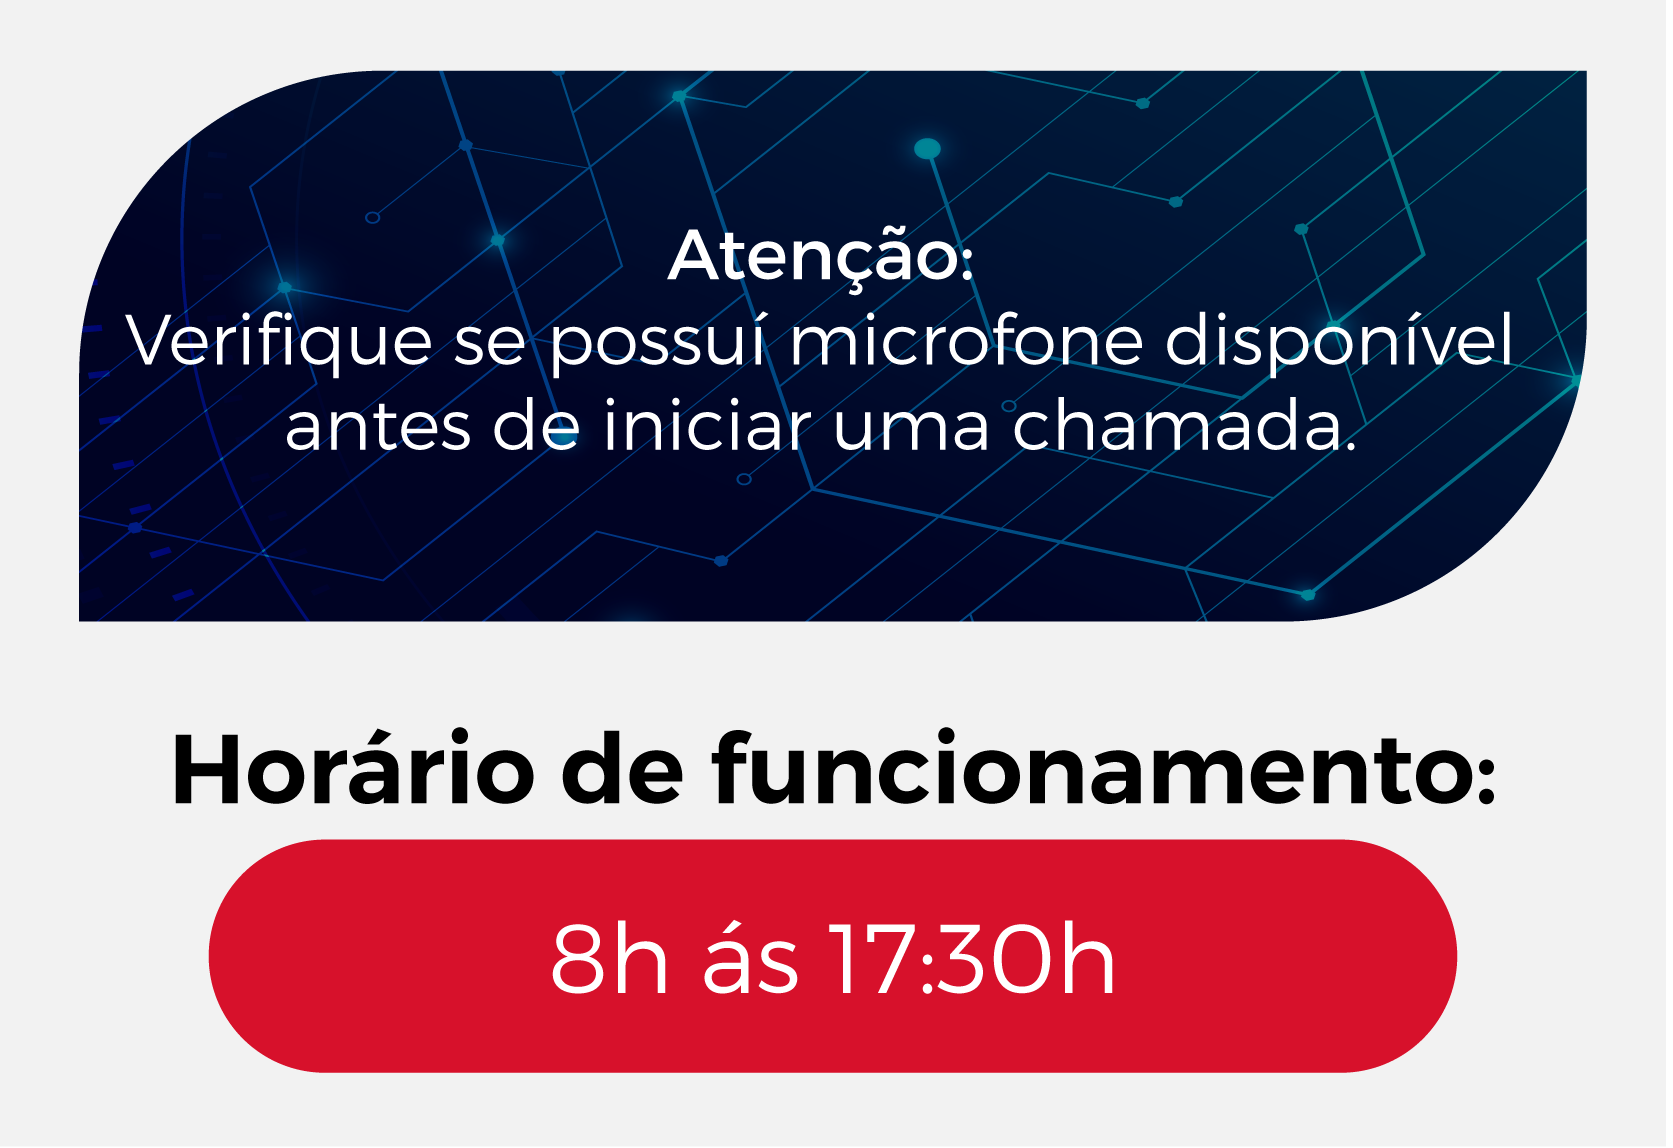 Atenção:
Verifique se possuí microfone disponível
antes de iniciar uma chamada.
Horário de funcionamento:
8h ás 17:30h